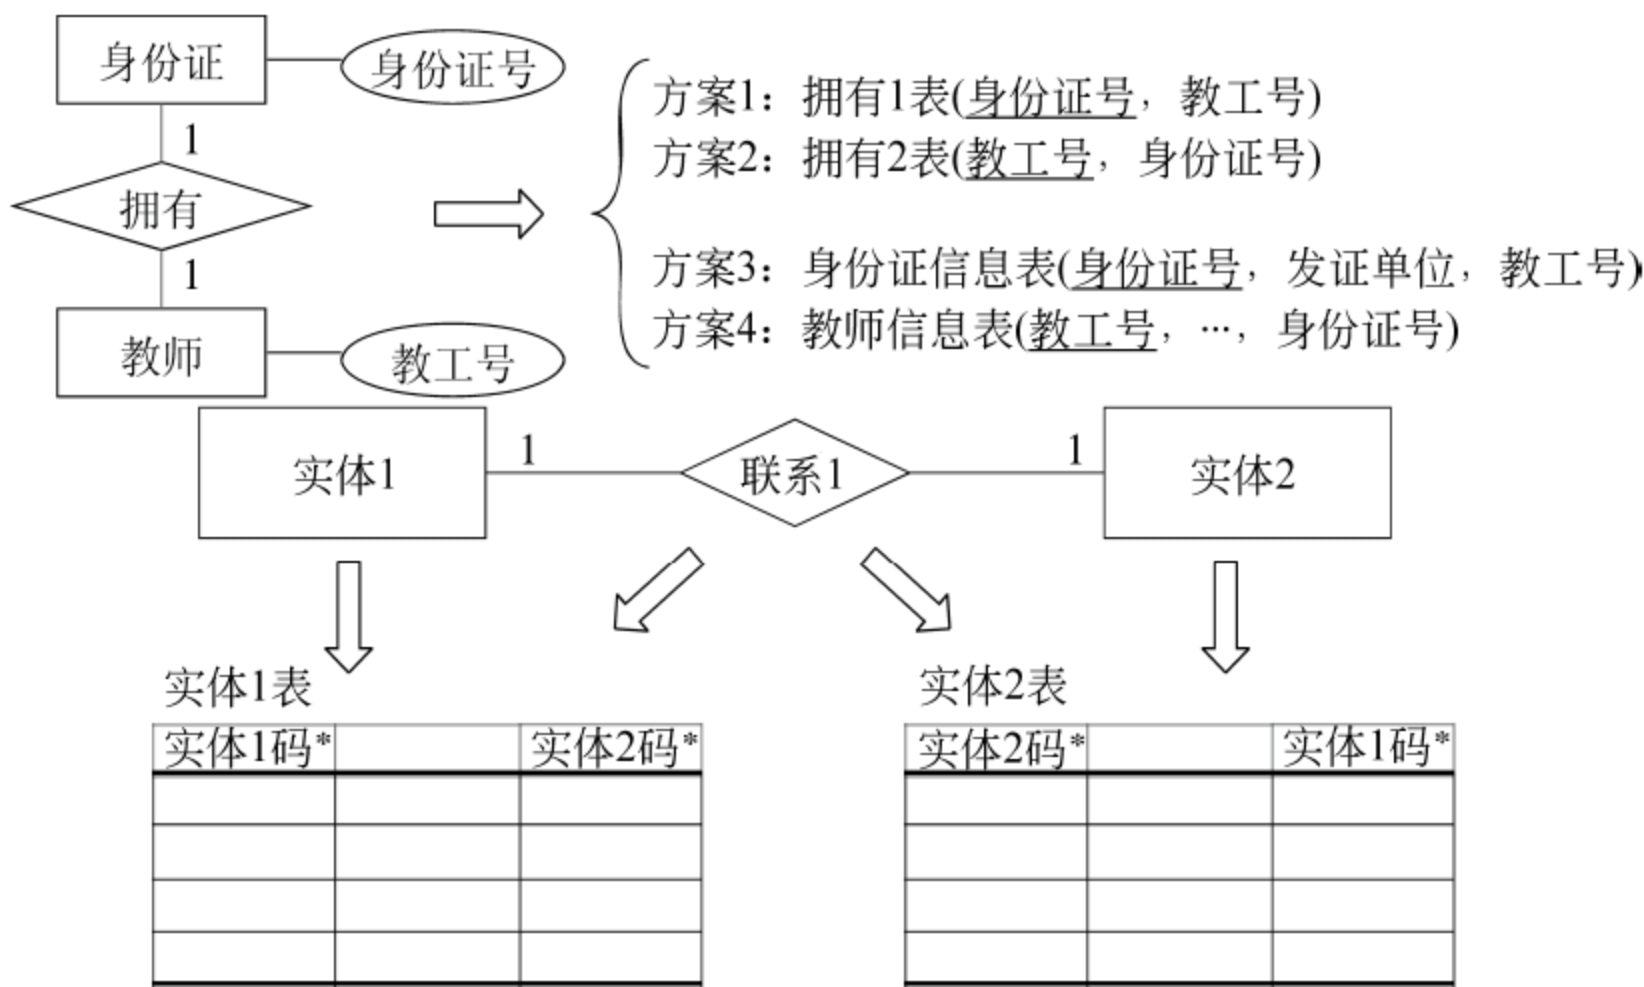 身份证
身份证号
1
拥有
1
教师
教工号
方案1：拥有1表(身份证号，教工号)
方案2：拥有2表(教工号，身份证号)
方案3：身份证信息表(身份证号，发证单位，教工号)
方案4：教师信息表(教工号，…，身份证号)
实体1
1
联系1
1
实体2
实体1表
实体1码* 实体2码*
实体2表
实体2码* 实体1码*